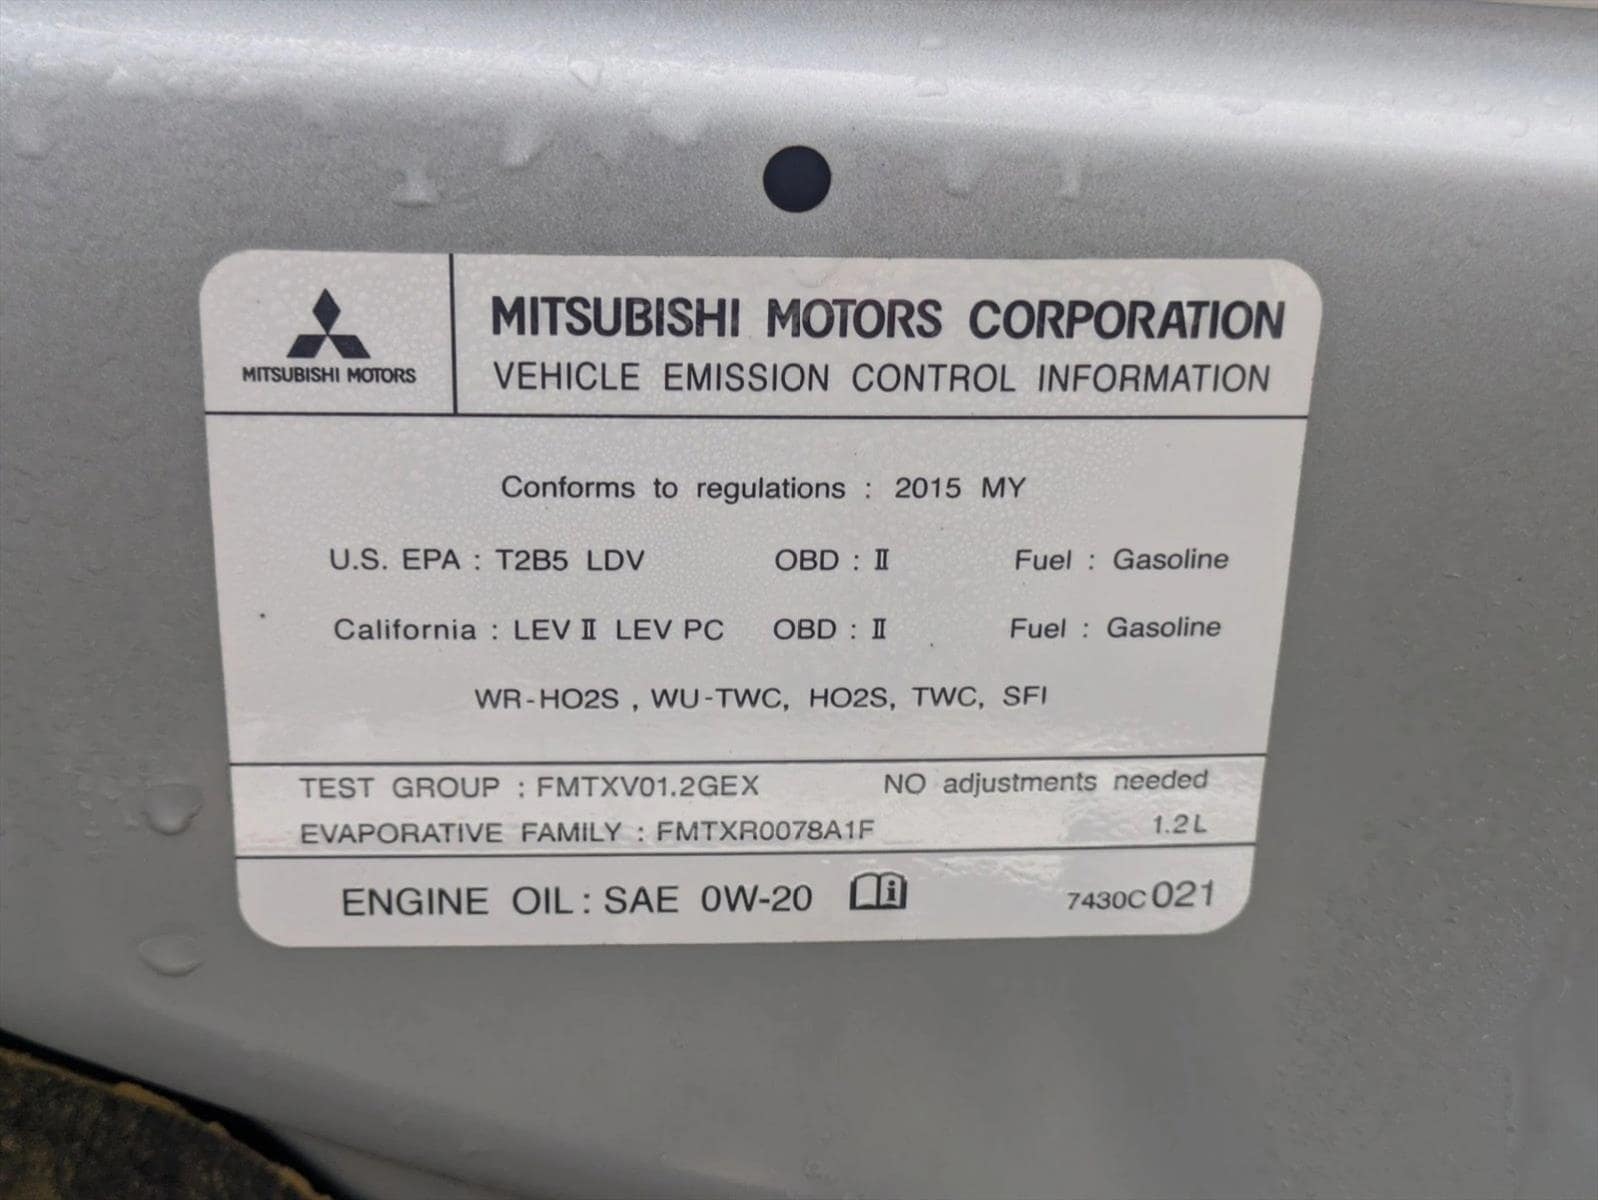 MITSUBISHI MOTORS
MITSUBISHI MOTORS CORPORATION
VEHICLE EMISSION CONTROL INFORMATION
Conforms to regulations : 2015 MY
U.S. EPA : T2B5 LDV OBD : II Fuel : Gasoline
California : LEV II LEV PC OBD : II Fuel : Gasoline
WR-HO2S , WU-TWC, HO2S, TWC, SFI
TEST GROUP : FMTXV01.2GEX NO adjustments needed
EVAPORATIVE FAMILY : FMTXR0078A1F 1.2L
ENGINE OIL : SAE 0W-20 i 7430C021